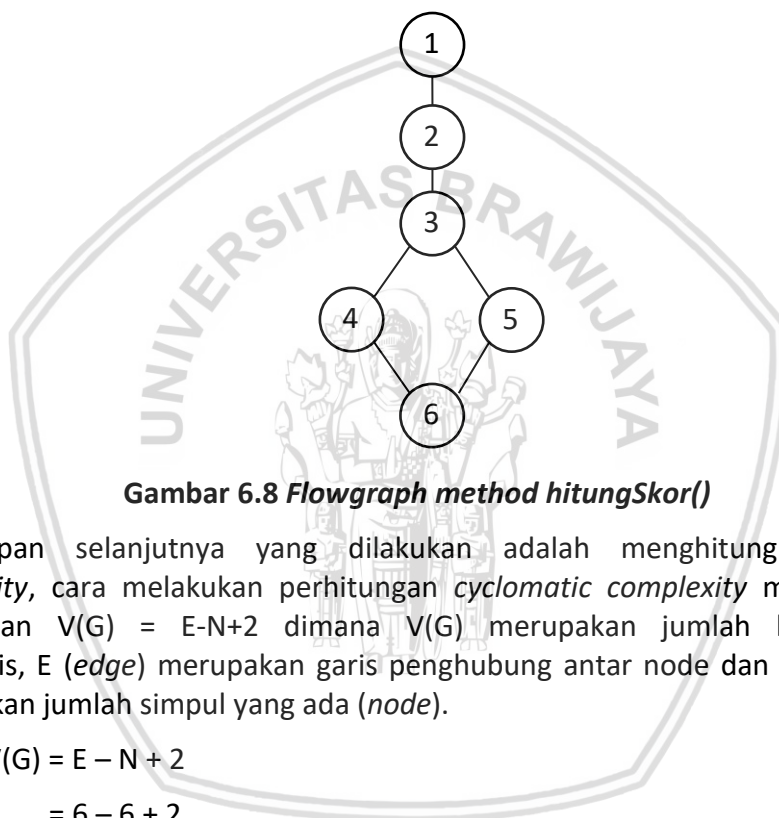 1
2
3
4 5
6
UNIVERSITAS BRAWIJAYA
Gambar 6.8 Flowgraph method hitungSkor()
pan selanjutnya yang dilakukan adalah menghitung
ity, cara melakukan perhitungan cyclomatic complexity m
an V(G) = E-N+2 dimana V(G) merupakan jumlah
is, E (edge) merupakan garis penghubung antar node dan
kan jumlah simpul yang ada (node).
(G) = E – N + 2
= 6 – 6 + 2